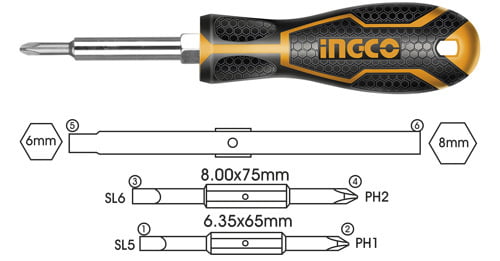 INGCO
6mm
⑤
⑥
8mm
8.00x75mm
SL6
③
④
PH2
6.35x65mm
SL5
①
②
PH1